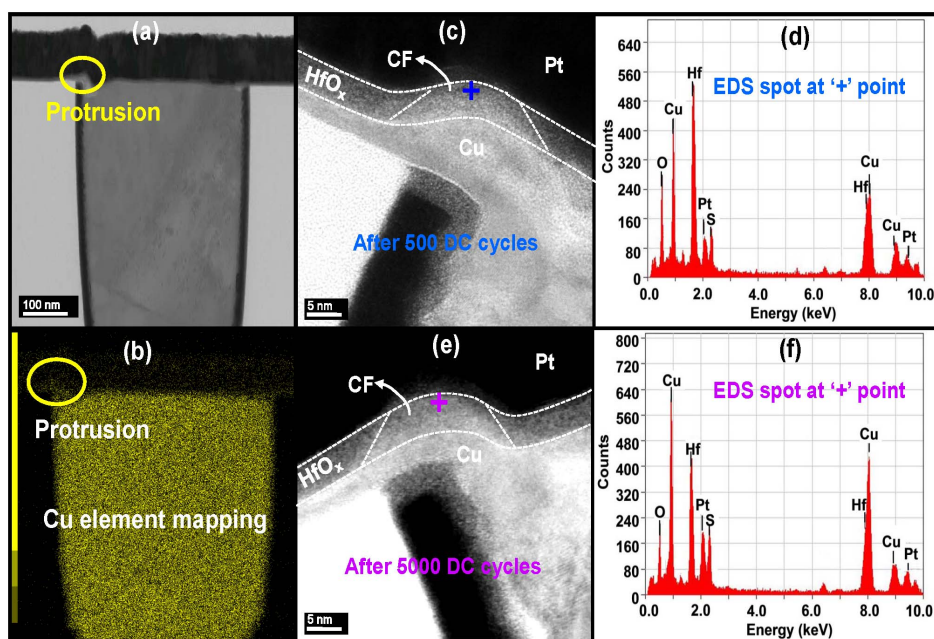 (a)
Protrusion
100 nm
(b)
Protrusion
Cu element mapping
(c)
CF
Pt
HfOₓ
Cu
After 500 DC cycles
5 nm
(d)
EDS spot at ‘+’ point
640
560
480
400
320
240
160
80
0
Counts
O
Cu
Hf
Pt
S
Cu
Hf
Cu
Pt
0.0 2.0 4.0 6.0 8.0 10.0
Energy (keV)
(e)
CF
Pt
HfOₓ
Cu
After 5000 DC cycles
5 nm
(f)
EDS spot at ‘+’ point
800
720
640
560
480
400
320
240
160
80
0
Counts
O
Cu
Hf
Pt
S
Cu
Hf
Cu
Pt
0.0 2.0 4.0 6.0 8.0 10.0
Energy (keV)